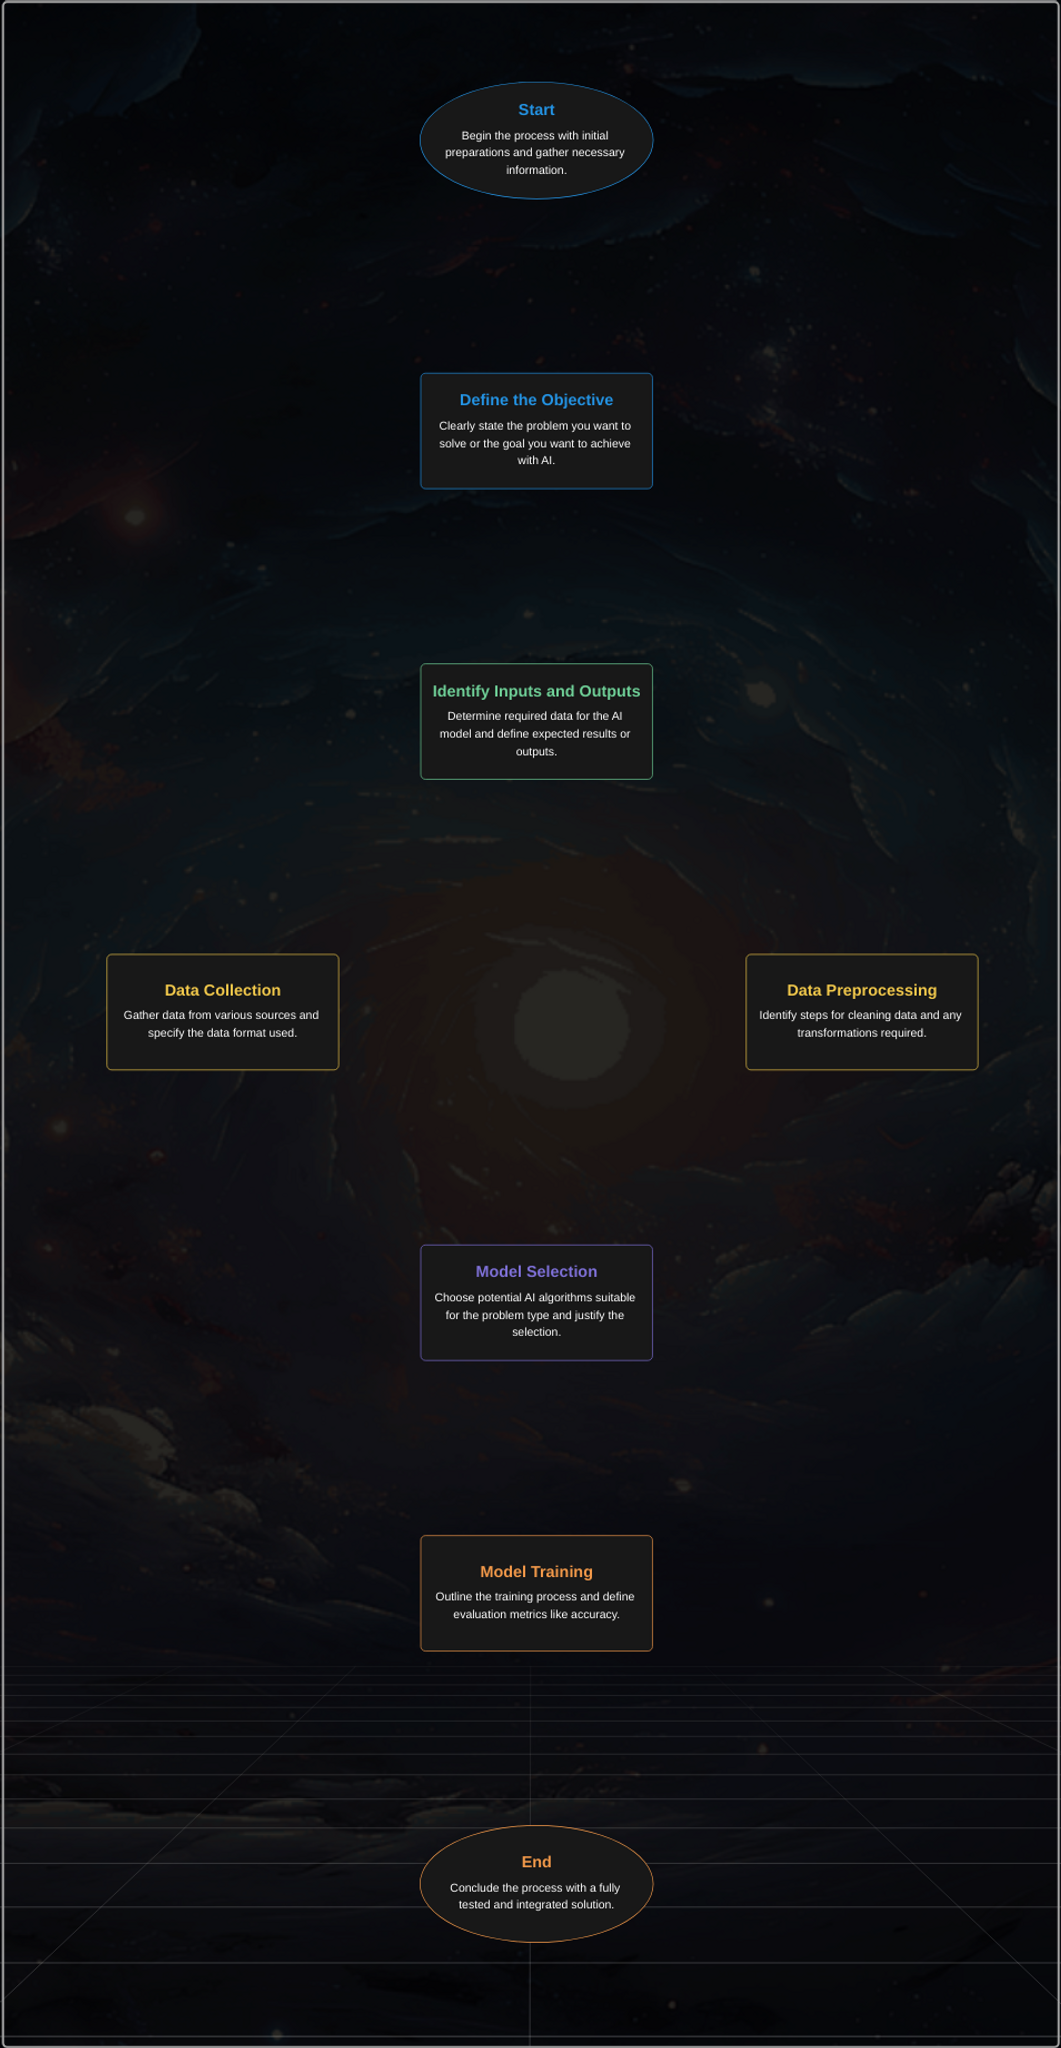 Start
Begin the process with initial
preparations and gather necessary
information.
Define the Objective
Clearly state the problem you want to
solve or the goal you want to achieve
with AI.
Identify Inputs and Outputs
Determine required data for the AI
model and define expected results or
outputs.
Data Collection
Gather data from various sources and
specify the data format used.
Data Preprocessing
Identify steps for cleaning data and any
transformations required.
Model Selection
Choose potential AI algorithms suitable
for the problem type and justify the
selection.
Model Training
Outline the training process and define
evaluation metrics like accuracy.
End
Conclude the process with a fully
tested and integrated solution.